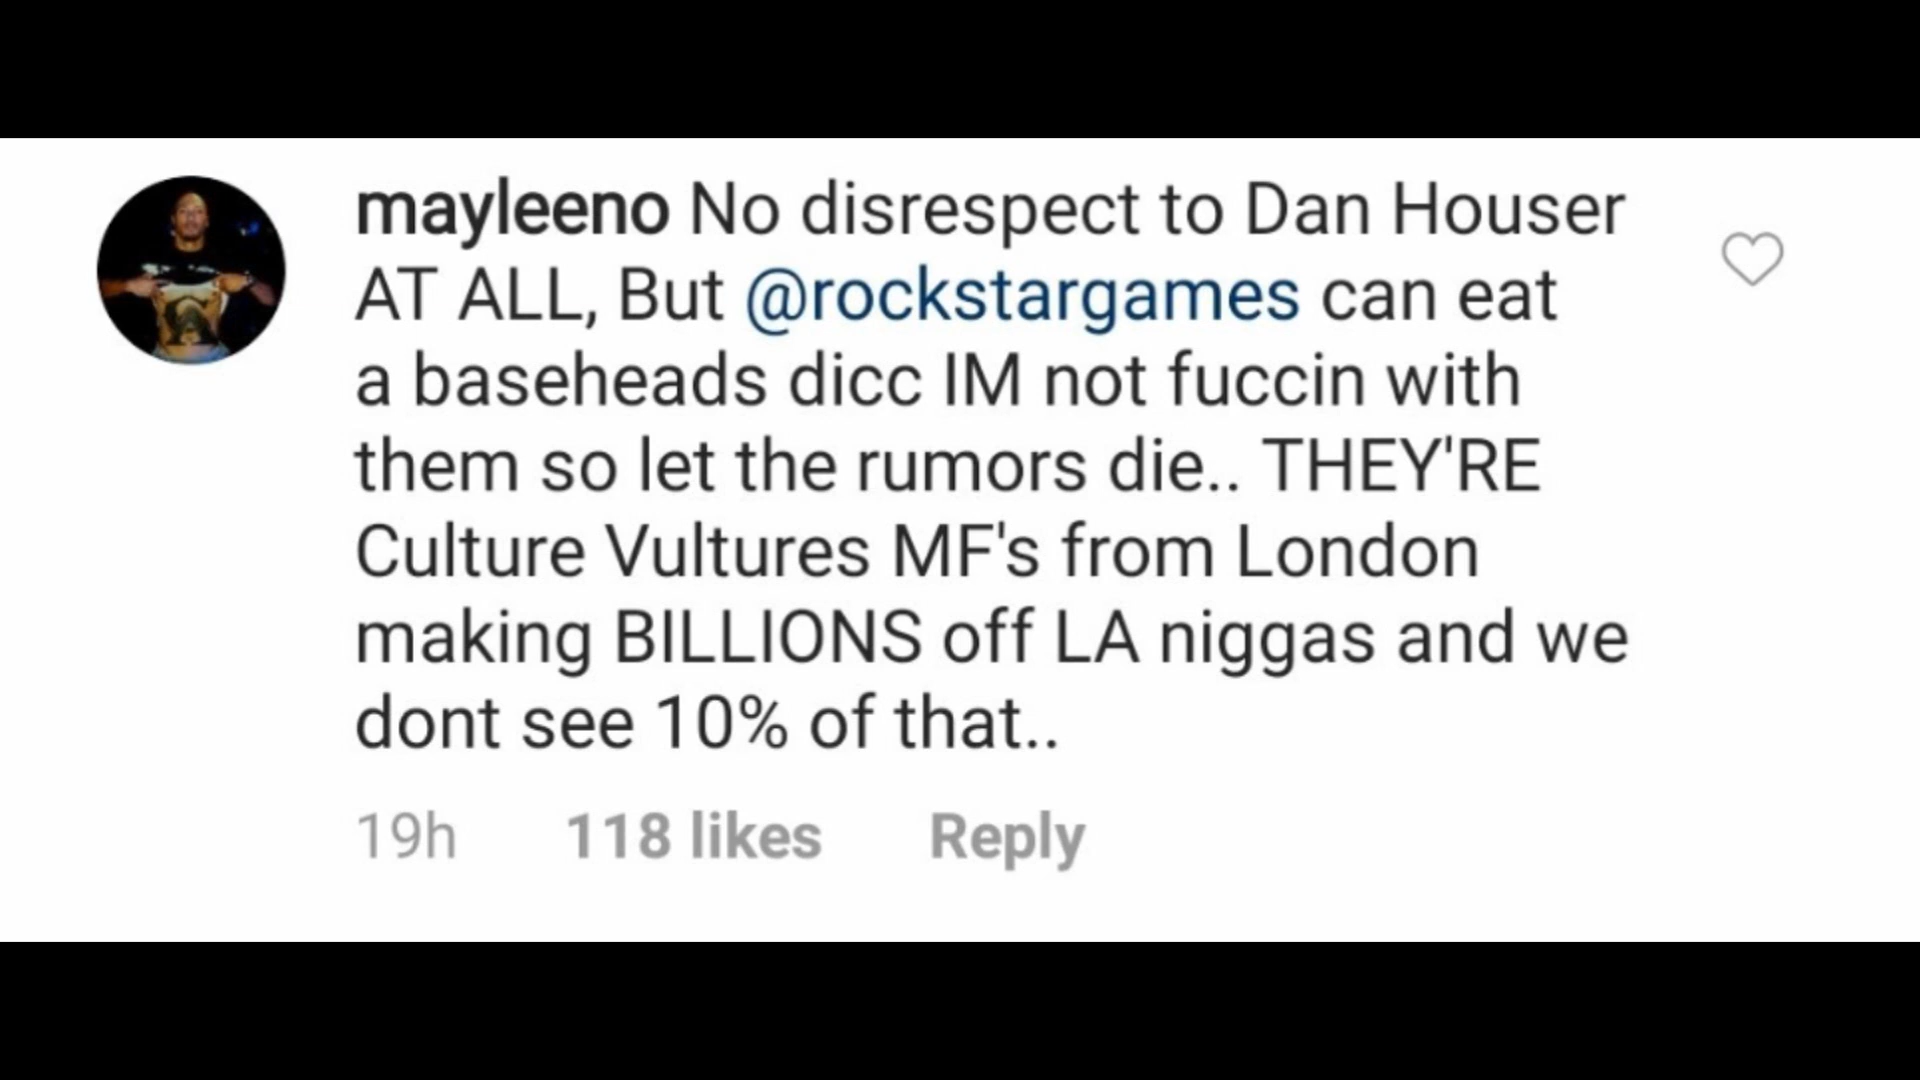 mayleeno No disrespect to Dan Houser
AT ALL, But @rockstargames can eat
a baseheads dicc IM not fuccin with
them so let the rumors die.. THEY'RE
Culture Vultures MF's from London
making BILLIONS off LA niggas and we
dont see 10% of that..
19h 118 likes Reply